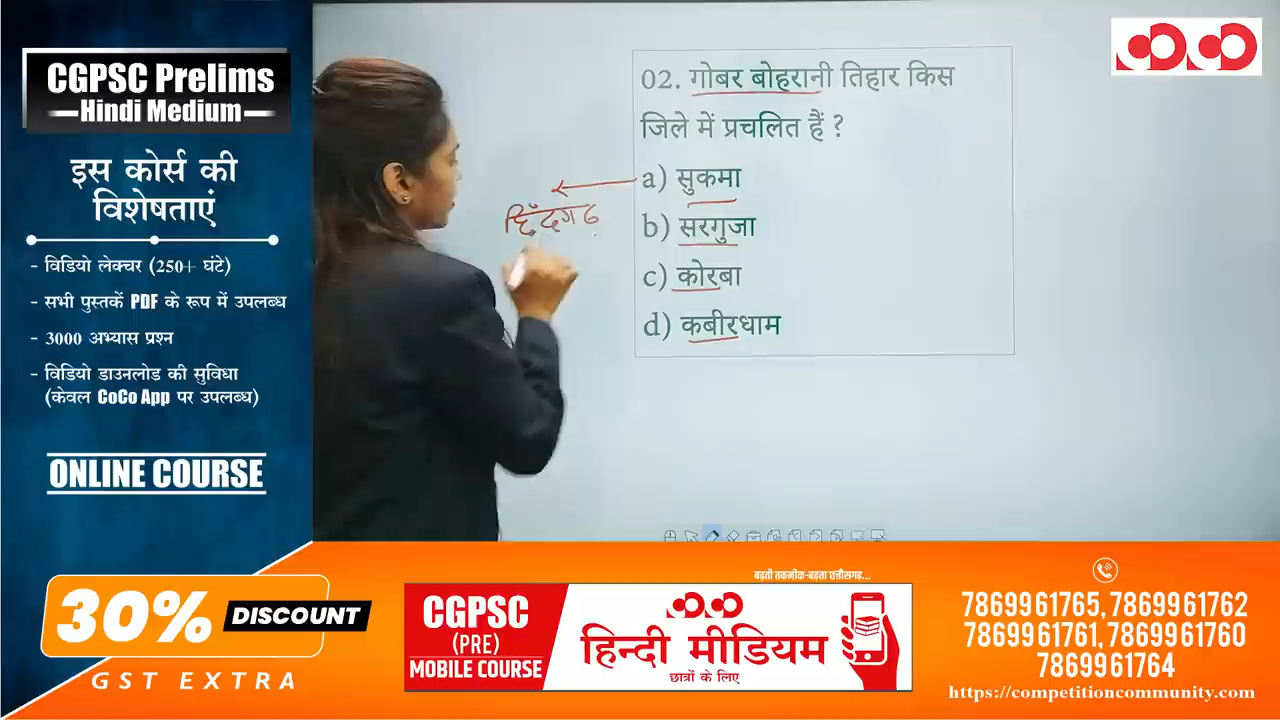 CGPSC Prelims
Hindi Medium
इस कोर्स की
विशेषताएं
- विडियो लेक्चर (250+ घंटे)
- सभी पुस्तकें PDF के रूप में उपलब्ध
- 3000 अभ्यास प्रश्न
- विडियो डाउनलोड की सुविधा
(केवल CoCo App पर उपलब्ध)
ONLINE COURSE
02. गोबर बोहरानी तिहार किस
जिले में प्रचलित हैं ?
a) सुकमा
छिंदगढ
b) सरगुजा
c) कोरबा
d) कबीरधाम
30% DISCOUNT
GST EXTRA
CGPSC
(PRE)
MOBILE COURSE
बढ़ती तकनीक-बढ़ता छत्तीसगढ़...
हिन्दी मीडियम
छात्रों के लिए
7869961765, 7869961762
7869961761, 7869961760
7869961764
https://competitioncommunity.com